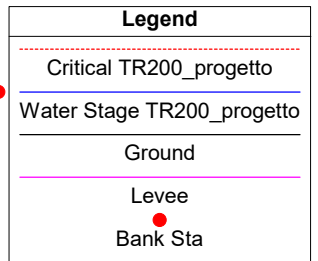 Legend
Critical TR200_progetto
Water Stage TR200_progetto
Ground
Levee
Bank Sta